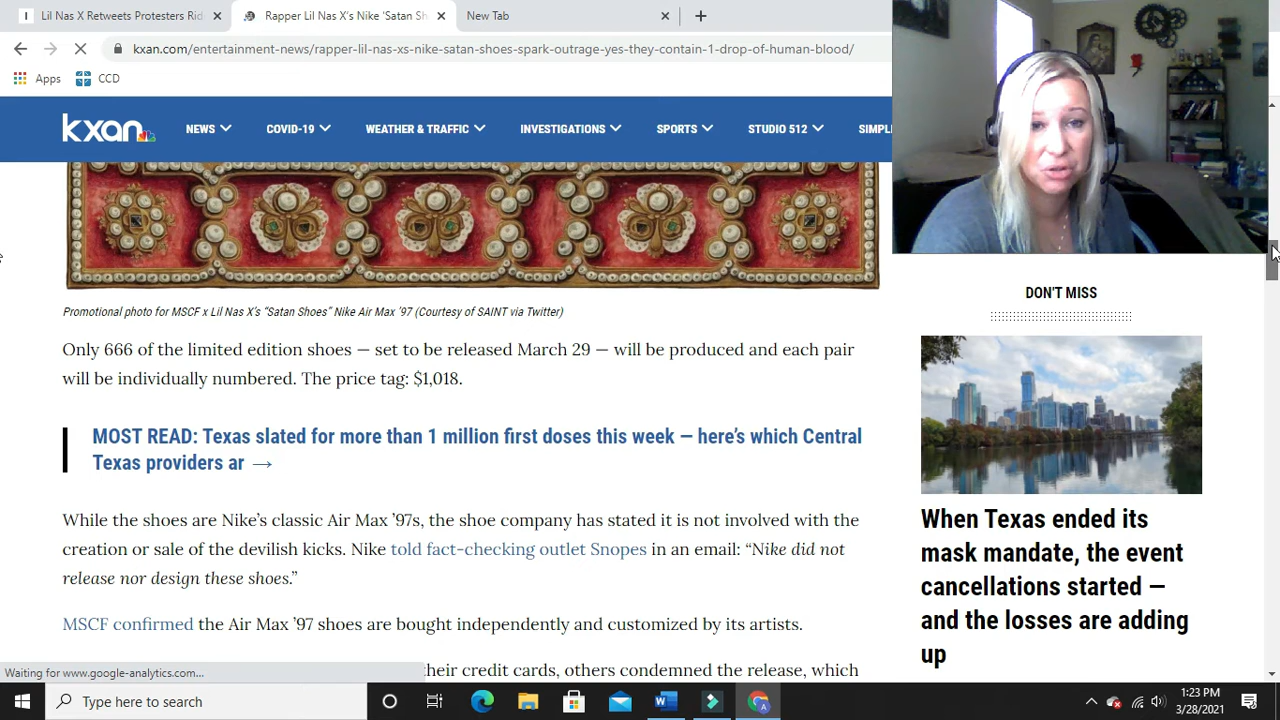 Lil Nas X Retweets Protesters Rid
Rapper Lil Nas X's Nike 'Satan Sh
New Tab
kxan.com/entertainment-news/rapper-lil-nas-xs-nike-satan-shoes-spark-outrage-yes-they-contain-1-drop-of-human-blood/
Apps
CCD
kxan
NEWS
COVID-19
WEATHER & TRAFFIC
INVESTIGATIONS
SPORTS
STUDIO 512
SIMPL
Promotional photo for MSCF x Lil Nas X's "Satan Shoes" Nike Air Max '97 (Courtesy of SAINT via Twitter)
Only 666 of the limited edition shoes — set to be released March 29 — will be produced and each pair
will be individually numbered. The price tag: $1,018.
MOST READ: Texas slated for more than 1 million first doses this week — here's which Central
Texas providers ar →
While the shoes are Nike's classic Air Max '97s, the shoe company has stated it is not involved with the
creation or sale of the devilish kicks. Nike told fact-checking outlet Snopes in an email: "Nike did not
release nor design these shoes."
MSCF confirmed the Air Max '97 shoes are bought independently and customized by its artists.
their credit cards, others condemned the release, which
DON'T MISS
When Texas ended its
mask mandate, the event
cancellations started —
and the losses are adding
up
Waiting for www.google-analytics.com...
Type here to search
1:23 PM
3/28/2021